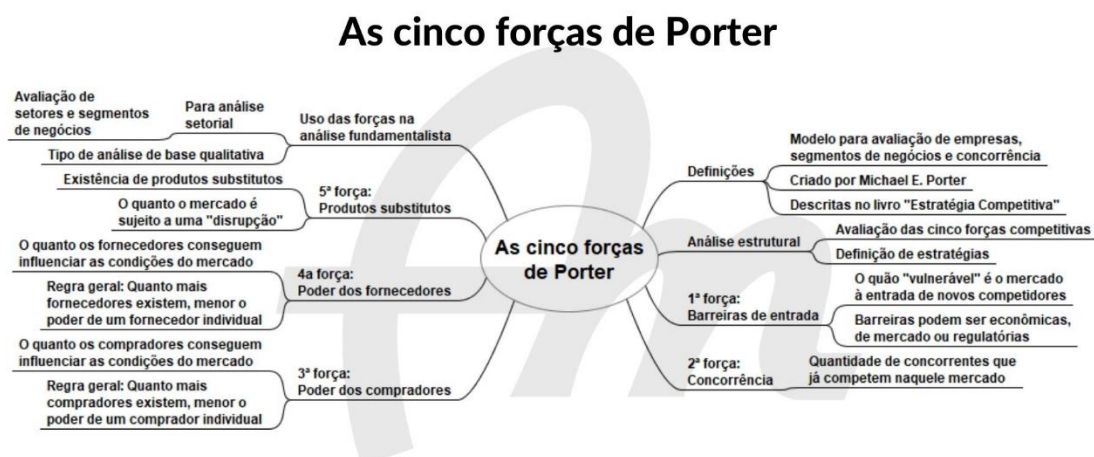 As cinco forças de Porter
As cinco forças
de Porter
Definições
Modelo para avaliação de empresas,
segmentos de negócios e concorrência
Criado por Michael E. Porter
Descritas no livro "Estratégia Competitiva"
Análise estrutural
Avaliação das cinco forças competitivas
Definição de estratégias
1ª força:
Barreiras de entrada
O quão "vulnerável" é o mercado
à entrada de novos competidores
Barreiras podem ser econômicas,
de mercado ou regulatórias
2ª força:
Concorrência
Quantidade de concorrentes que
já competem naquele mercado
3ª força:
Poder dos compradores
O quanto os compradores conseguem
influenciar as condições do mercado
Regra geral: Quanto mais
compradores existem, menor o
poder de um comprador individual
4a força:
Poder dos fornecedores
O quanto os fornecedores conseguem
influenciar as condições do mercado
Regra geral: Quanto mais
fornecedores existem, menor o
poder de um fornecedor individual
5ª força:
Produtos substitutos
Existência de produtos substitutos
O quanto o mercado é
sujeito a uma "disrupção"
Uso das forças na
análise fundamentalista
Para análise
setorial
Avaliação de
setores e segmentos
de negócios
Tipo de análise de base qualitativa